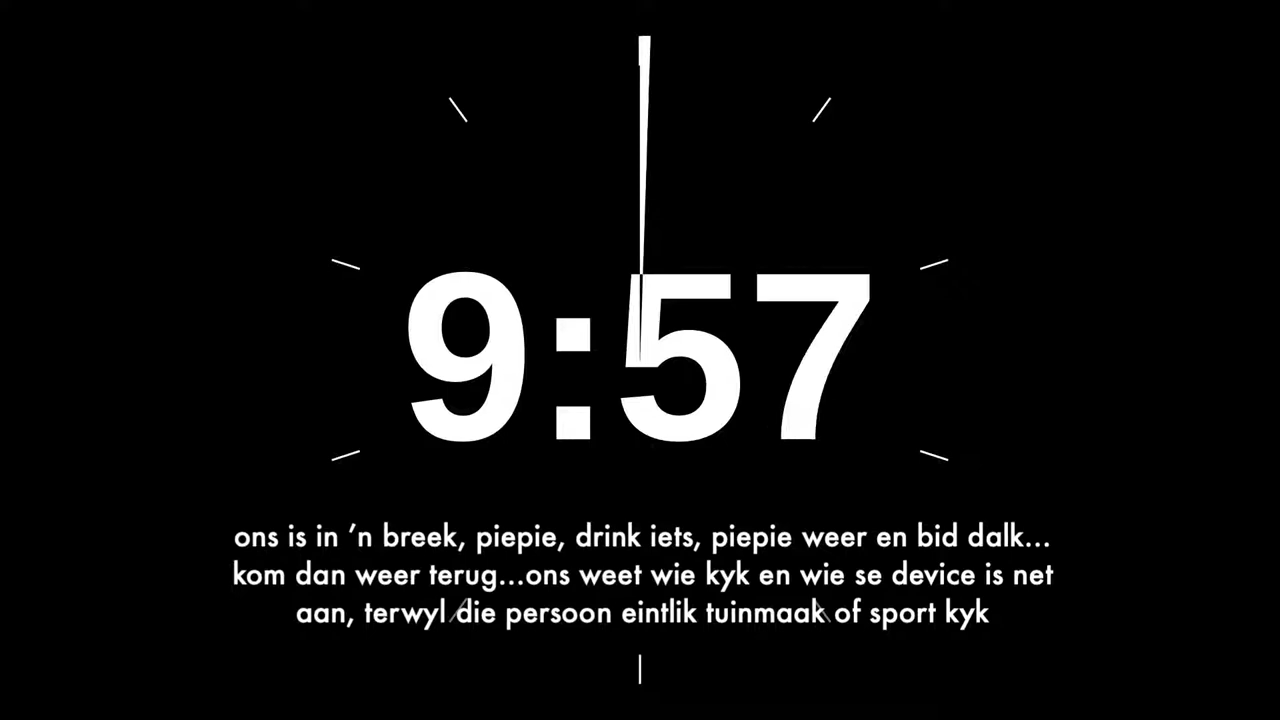 9:57
ons is in 'n breek, piepie, drink iets, piepie weer en bid dalk...
kom dan weer terug...ons weet wie kyk en wie se device is net
aan, terwyl die persoon eintlik tuinmaak of sport kyk